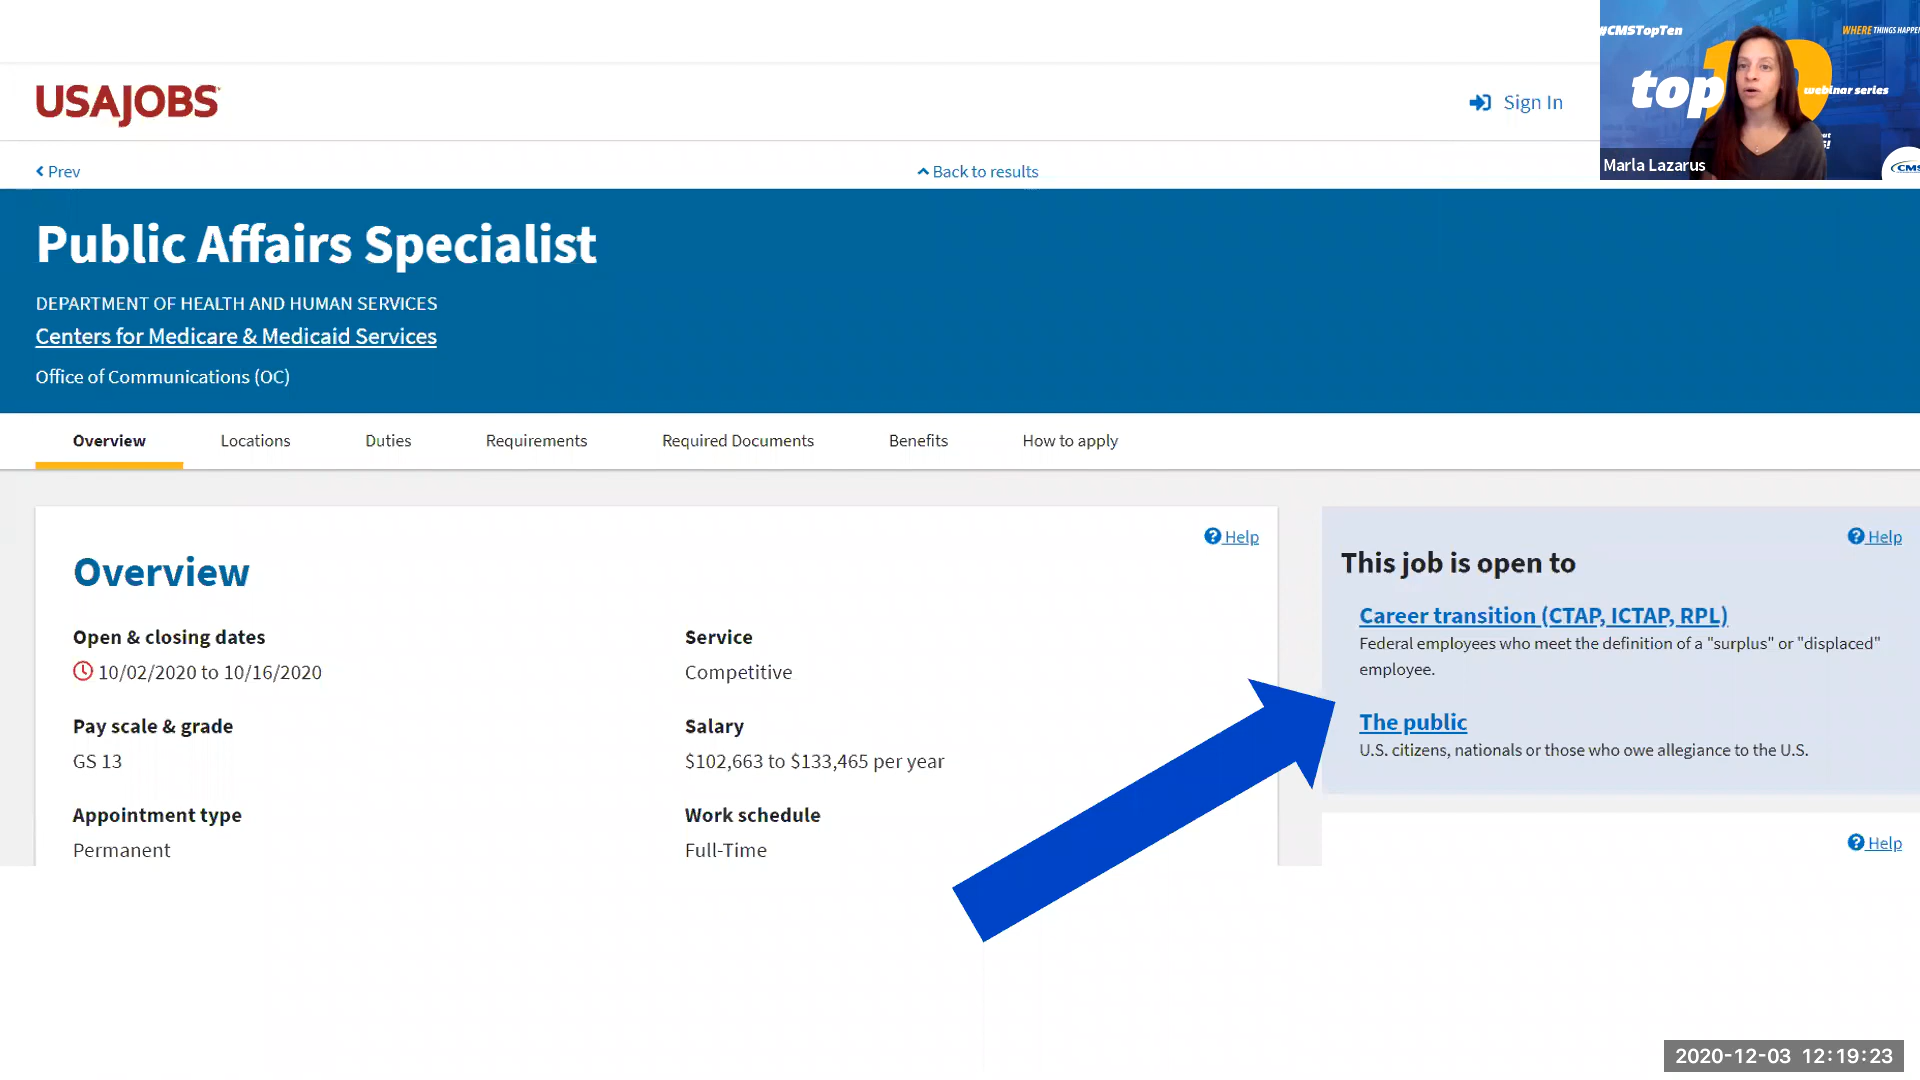 #CMSTopTen
WHERE THINGS HAPPEN
top 10
webinar series
Marla Lazarus
CMS
USAJOBS
Sign In
Prev
Back to results
Public Affairs Specialist
DEPARTMENT OF HEALTH AND HUMAN SERVICES
Centers for Medicare & Medicaid Services
Office of Communications (OC)
Overview Locations Duties Requirements Required Documents Benefits How to apply
Help
Overview
Open & closing dates
10/02/2020 to 10/16/2020
Service
Competitive
Pay scale & grade
GS 13
Salary
$102,663 to $133,465 per year
Appointment type
Permanent
Work schedule
Full-Time
Help
This job is open to
Career transition (CTAP, ICTAP, RPL)
Federal employees who meet the definition of a "surplus" or "displaced"
employee.
The public
U.S. citizens, nationals or those who owe allegiance to the U.S.
Help
2020-12-03 12:19:23